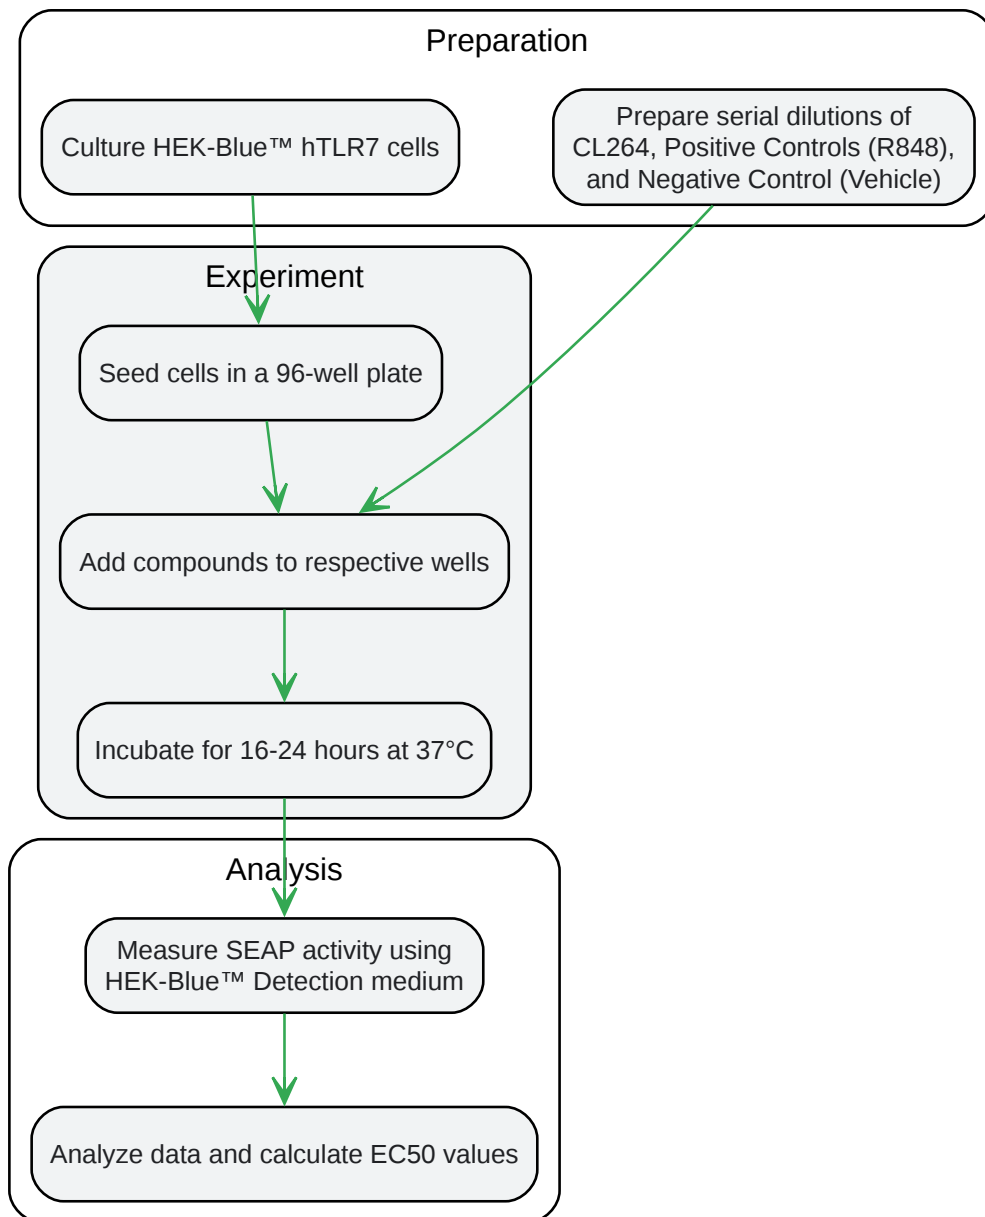 Preparation
Culture HEK-Blue™ hTLR7 cells
Prepare serial dilutions of
CL264, Positive Controls (R848),
and Negative Control (Vehicle)
Experiment
Seed cells in a 96-well plate
Add compounds to respective wells
Incubate for 16-24 hours at 37°C
Analysis
Measure SEAP activity using
HEK-Blue™ Detection medium
Analyze data and calculate EC50 values